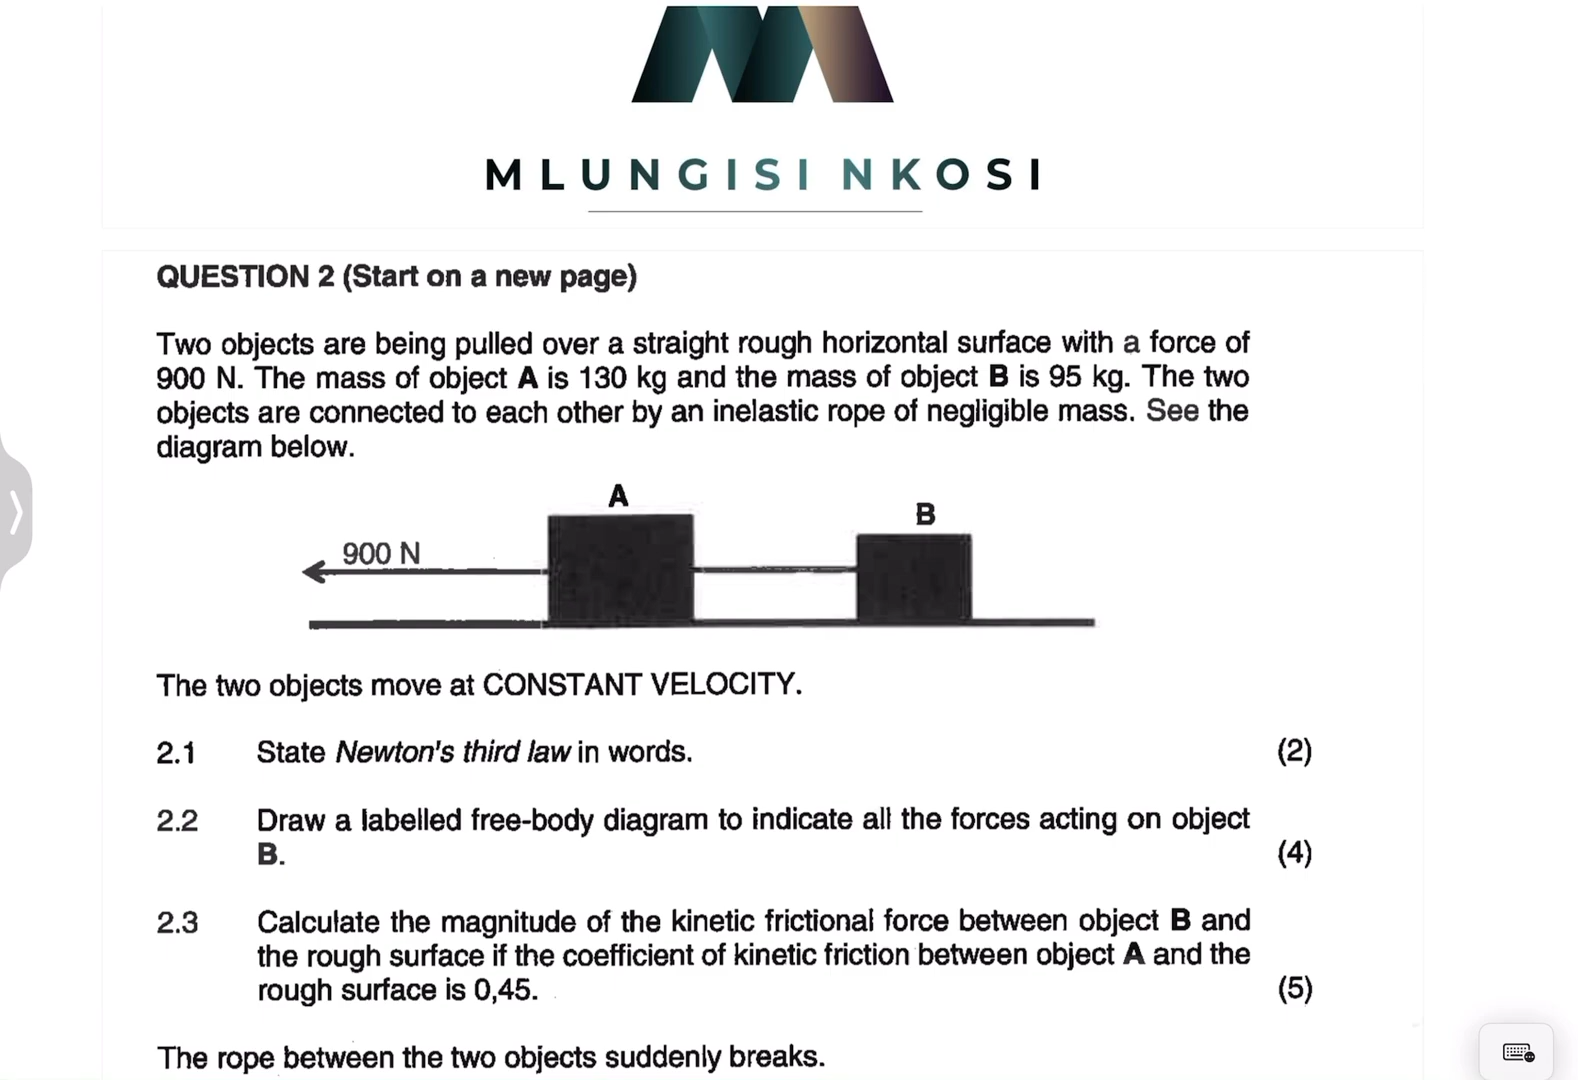 MLUNGISI NKOSI
QUESTION 2 (Start on a new page)
Two objects are being pulled over a straight rough horizontal surface with a force of
900 N. The mass of object A is 130 kg and the mass of object B is 95 kg. The two
objects are connected to each other by an inelastic rope of negligible mass. See the
diagram below.
A
B
900 N
The two objects move at CONSTANT VELOCITY.
2.1 State Newton's third law in words. (2)
2.2 Draw a labelled free-body diagram to indicate all the forces acting on object
B. (4)
2.3 Calculate the magnitude of the kinetic frictional force between object B and
the rough surface if the coefficient of kinetic friction between object A and the
rough surface is 0,45. (5)
The rope between the two objects suddenly breaks.